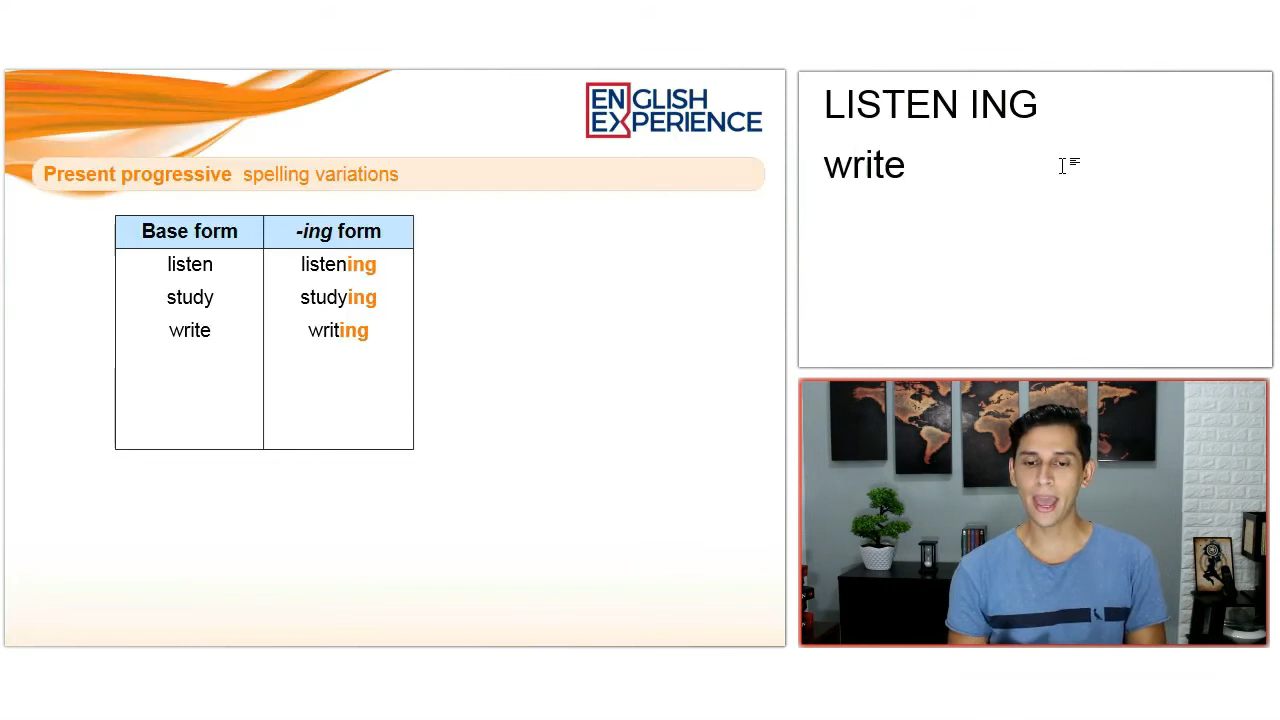 ENGLISH
EXPERIENCE
Present progressive spelling variations
Base form -ing form
listen listening
study studying
write writing
LISTEN ING
write